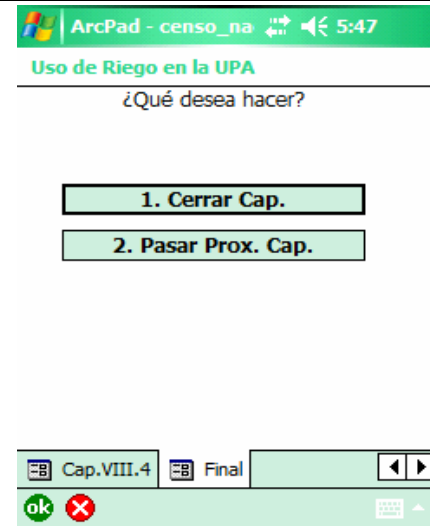 ArcPad - censo_na 5:47
Uso de Riego en la UPA
¿Qué desea hacer?
1. Cerrar Cap.
2. Pasar Prox. Cap.
Cap.VIII.4 Final
ok